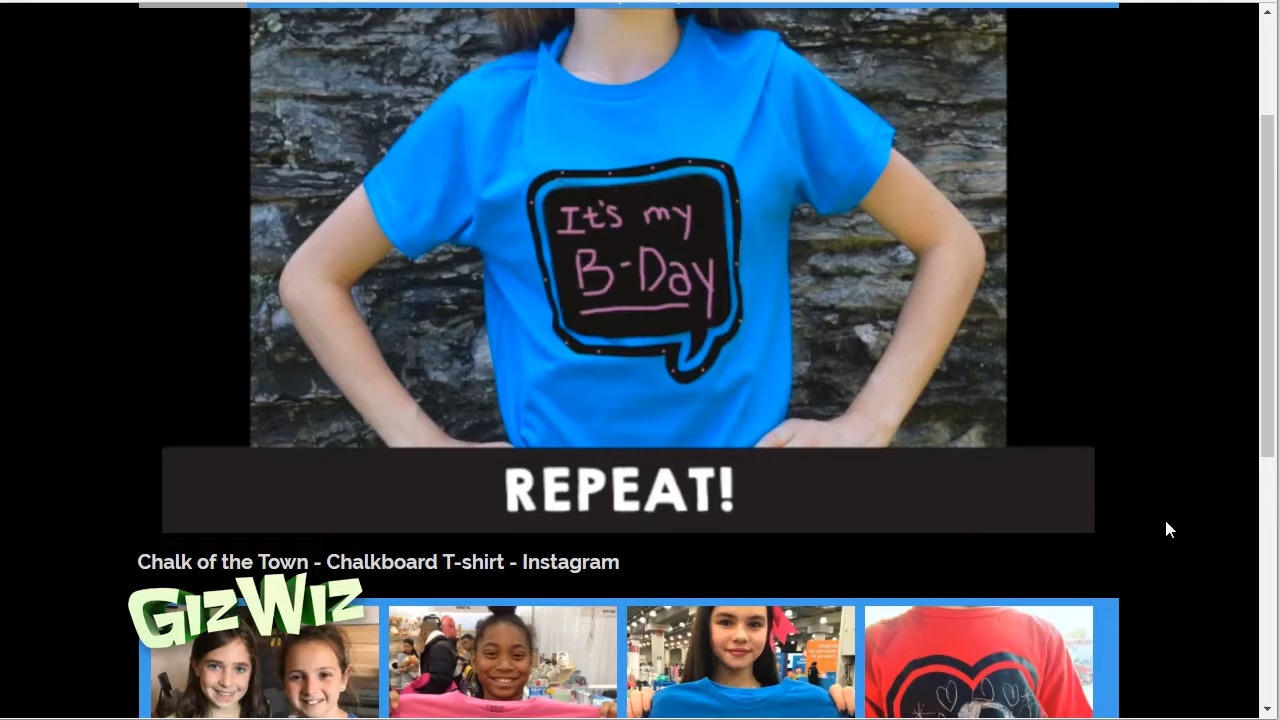 It's my
B-Day
REPEAT!
Chalk of the Town - Chalkboard T-shirt - Instagram
GizWiz